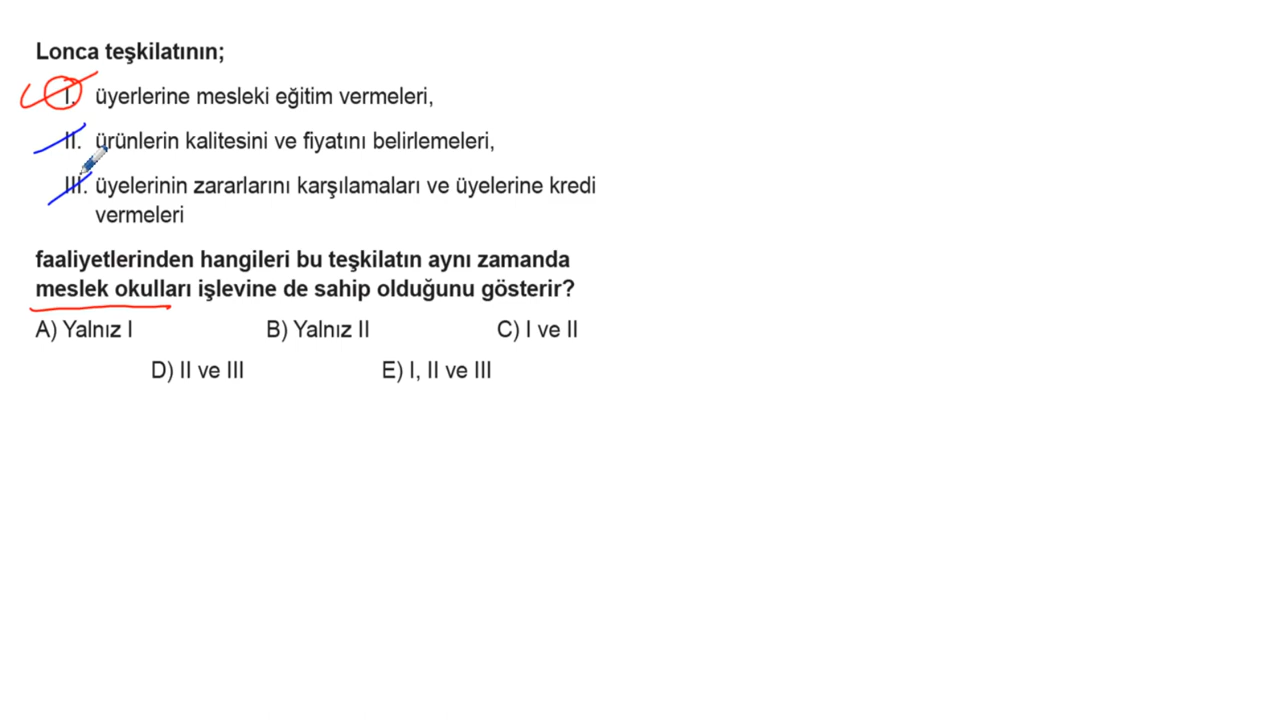 Lonca teşkilatının;
I. üyerlerine mesleki eğitim vermeleri,
II. ürünlerin kalitesini ve fiyatını belirlemeleri,
III. üyelerinin zararlarını karşılamaları ve üyelerine kredi
vermeleri
faaliyetlerinden hangileri bu teşkilatın aynı zamanda
meslek okulları işlevine de sahip olduğunu gösterir?
A) Yalnız I B) Yalnız II C) I ve II
D) II ve III E) I, II ve III